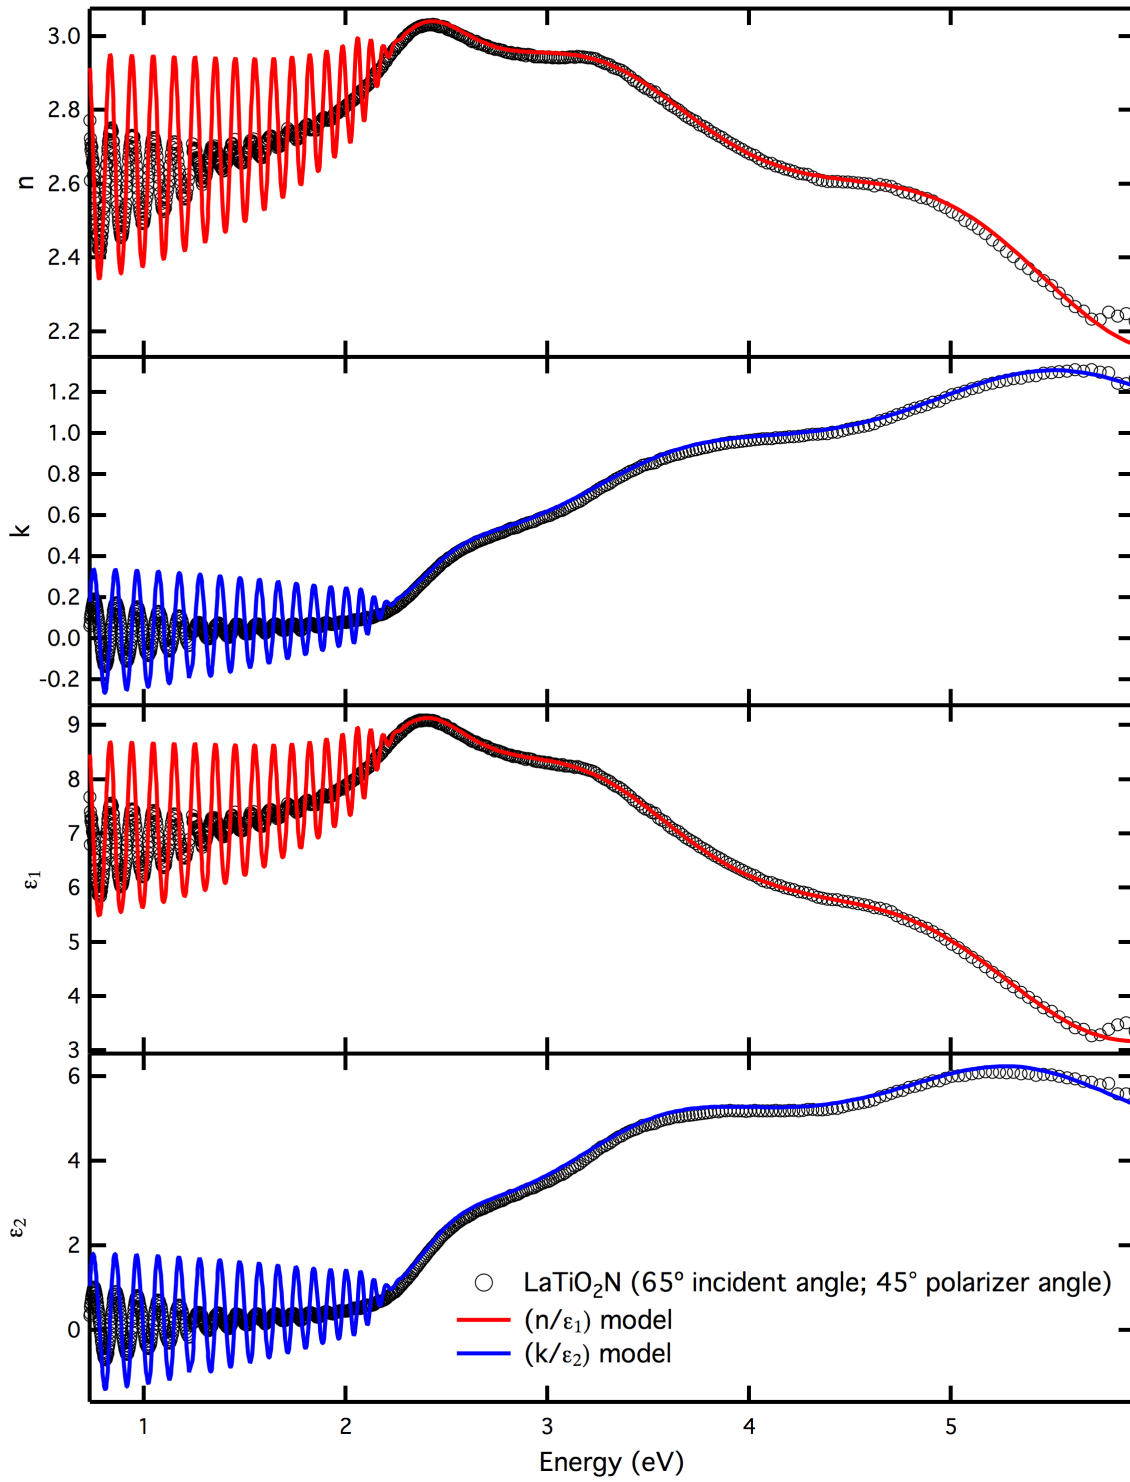 3.0
2.8
2.6
2.4
2.2
n
1.2
1.0
0.8
0.6
0.4
0.2
0.0
-0.2
k
9
8
7
6
5
4
3
ε₁
6
4
2
0
ε₂
LaTiO₂N (65º incident angle; 45° polarizer angle)
(n/ε₁) model
(k/ε₂) model
1 2 3 4 5
Energy (eV)